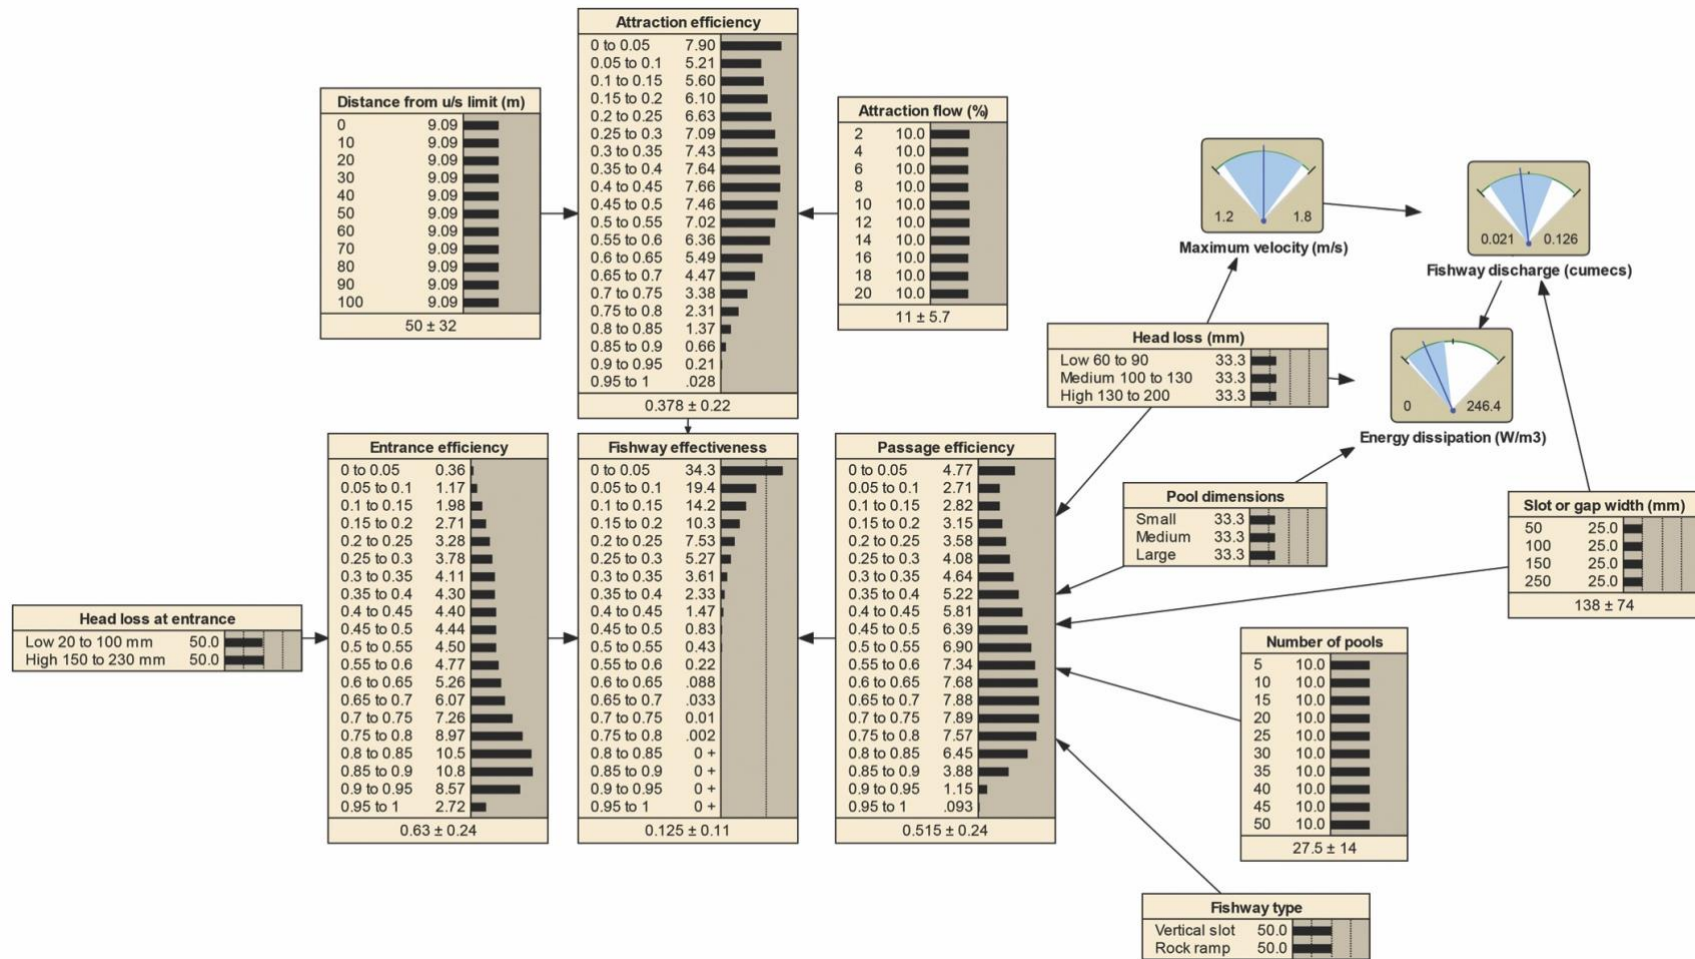 Attraction efficiency
0 to 0.05 7.90
0.05 to 0.1 5.21
0.1 to 0.15 5.60
0.15 to 0.2 6.10
0.2 to 0.25 6.63
0.25 to 0.3 7.09
0.3 to 0.35 7.43
0.35 to 0.4 7.64
0.4 to 0.45 7.66
0.45 to 0.5 7.46
0.5 to 0.55 7.02
0.55 to 0.6 6.36
0.6 to 0.65 5.49
0.65 to 0.7 4.47
0.7 to 0.75 3.38
0.75 to 0.8 2.31
0.8 to 0.85 1.37
0.85 to 0.9 0.66
0.9 to 0.95 0.21
0.95 to 1 .028
0.378 ± 0.22
Distance from u/s limit (m)
0 9.09
10 9.09
20 9.09
30 9.09
40 9.09
50 9.09
60 9.09
70 9.09
80 9.09
90 9.09
100 9.09
50 ± 32
Attraction flow (%)
2 10.0
4 10.0
6 10.0
8 10.0
10 10.0
12 10.0
14 10.0
16 10.0
18 10.0
20 10.0
11 ± 5.7
1.2 1.8
Maximum velocity (m/s)
0.021 0.126
Fishway discharge (cumecs)
Head loss (mm)
Low 60 to 90 33.3
Medium 100 to 130 33.3
High 130 to 200 33.3
0 246.4
Energy dissipation (W/m3)
Head loss at entrance
Low 20 to 100 mm 50.0
High 150 to 230 mm 50.0
Entrance efficiency
0 to 0.05 0.36
0.05 to 0.1 1.17
0.1 to 0.15 1.98
0.15 to 0.2 2.71
0.2 to 0.25 3.28
0.25 to 0.3 3.78
0.3 to 0.35 4.11
0.35 to 0.4 4.30
0.4 to 0.45 4.40
0.45 to 0.5 4.44
0.5 to 0.55 4.50
0.55 to 0.6 4.77
0.6 to 0.65 5.26
0.65 to 0.7 6.07
0.7 to 0.75 7.26
0.75 to 0.8 8.97
0.8 to 0.85 10.5
0.85 to 0.9 10.8
0.9 to 0.95 8.57
0.95 to 1 2.72
0.63 ± 0.24
Fishway effectiveness
0 to 0.05 34.3
0.05 to 0.1 19.4
0.1 to 0.15 14.2
0.15 to 0.2 10.3
0.2 to 0.25 7.53
0.25 to 0.3 5.27
0.3 to 0.35 3.61
0.35 to 0.4 2.33
0.4 to 0.45 1.47
0.45 to 0.5 0.83
0.5 to 0.55 0.43
0.55 to 0.6 0.22
0.6 to 0.65 .088
0.65 to 0.7 .033
0.7 to 0.75 0.01
0.75 to 0.8 .002
0.8 to 0.85 0 +
0.85 to 0.9 0 +
0.9 to 0.95 0 +
0.95 to 1 0 +
0.125 ± 0.11
Passage efficiency
0 to 0.05 4.77
0.05 to 0.1 2.71
0.1 to 0.15 2.82
0.15 to 0.2 3.15
0.2 to 0.25 3.58
0.25 to 0.3 4.08
0.3 to 0.35 4.64
0.35 to 0.4 5.22
0.4 to 0.45 5.81
0.45 to 0.5 6.39
0.5 to 0.55 6.90
0.55 to 0.6 7.34
0.6 to 0.65 7.68
0.65 to 0.7 7.88
0.7 to 0.75 7.89
0.75 to 0.8 7.57
0.8 to 0.85 6.45
0.85 to 0.9 3.88
0.9 to 0.95 1.15
0.95 to 1 .093
0.515 ± 0.24
Pool dimensions
Small 33.3
Medium 33.3
Large 33.3
Slot or gap width (mm)
50 25.0
100 25.0
150 25.0
250 25.0
138 ± 74
Number of pools
5 10.0
10 10.0
15 10.0
20 10.0
25 10.0
30 10.0
35 10.0
40 10.0
45 10.0
50 10.0
27.5 ± 14
Fishway type
Vertical slot 50.0
Rock ramp 50.0